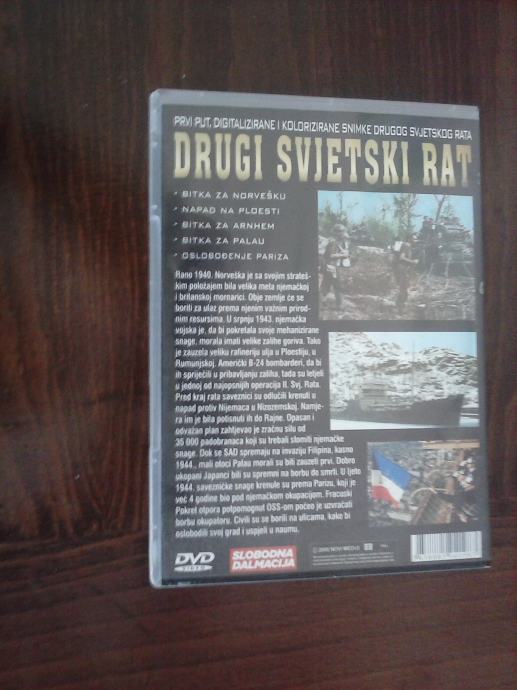 PRVI PUT, DIGITALIZIRANE I KOLORIZIRANE SNIMKE DRUGOG SVJETSKOG RATA
DRUGI SVJETSKI RAT
· BITKA ZA NORVEŠKU
· NAPAD NA PLOESTI
· BITKA ZA ARNHEM
· BITKA ZA PALAU
· OSLOBOĐENJE PARIZA
Rano 1940. Norveška je sa svojim strateš-
kim položajem bila velika meta njemačkoj
i britanskoj mornarici. Obje zemlje će se
boriti za ulaz prema njenim važnim prirod-
nim resursima. U srpnju 1943. njemačka
vojska je, da bi pokretala svoje mehanizirane
snage, morala imati velike zalihe goriva. Tako
je zauzela veliku rafineriju ulja u Ploestiju, u
Rumunjskoj. Američki B-24 bombarderi, da bi
ih spriječili u pribavljanju zaliha, tada su letjeli
u jednoj od najopsnijih operacija II. Svj. Rata.
Pred kraj rata saveznici su odlučili krenuti u
napad protiv Nijemaca u Nizozemskoj. Namje-
ra im je bila potisnuti ih do Rajne. Opasan i
odvažan plan zahtjevao je zračnu silu od
35 000 padobranaca koji su trebali slomiti njemačke
snage. Dok se SAD spremaju na invaziju Filipina, kasno
1944., mali otoci Palau morali su biti zauzeti prvi. Dobro
ukopani Japanci bili su spremni na borbu do smrti. U ljeto
1944. savezničke snage krenule su prema Parizu, koji je
već 4 godine bio pod njemačkom okupacijom. Fracuski
Pokret otpora potpomognut OSS-om počeo je uzvraćati
borbu okupatoru. Civili su se borili na ulicama, kako bi
oslobodili svoj grad i uspjeli u naumu.
DVD
VIDEO
SLOBODNA
DALMACIJA